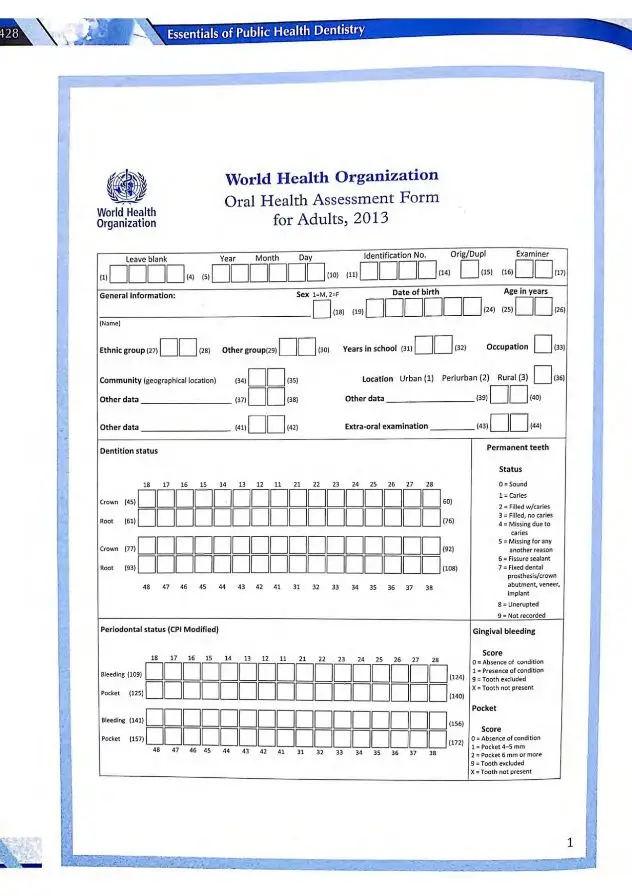 428
Essentials of Public Health Dentistry
World Health Organization
Oral Health Assessment Form
for Adults, 2013
World Health
Organization
Leave blank Year Month Day Identification No. Orig/Dupl Examiner
(1) (4) (5) (10) (11) (14) (15) (16) (17)
General Information: Sex 1=M, 2=F Date of birth Age in years
(18) (19) (24) (25) (26)
(Name)
Ethnic group (27) (28) Other group(29) (30) Years in school (31) (32) Occupation (33)
Community (geographical location) (34) (35) Location Urban (1) Periurban (2) Rural (3) (36)
Other data (37) (38) Other data (39) (40)
Other data (41) (42) Extra-oral examination (43) (44)
Dentition status
18 17 16 15 14 13 12 11 21 22 23 24 25 26 27 28
Crown (45) 60)
Root (61) (76)
Crown (77) (92)
Root (93) (108)
48 47 46 45 44 43 42 41 31 32 33 34 35 36 37 38
Permanent teeth
Status
0 = Sound
1 = Caries
2 = Filled w/caries
3 = Filled, no caries
4 = Missing due to
caries
5 = Missing for any
another reason
6 = Fissure sealant
7 = Fixed dental
prosthesis/crown
abutment, veneer,
implant
8 = Unerupted
9 = Not recorded
Periodontal status (CPI Modified)
18 17 16 15 14 13 12 11 21 22 23 24 25 26 27 28
Bleeding (109) (124)
Pocket (125) (140)
Bleeding (141) (156)
Pocket (157) (172)
48 47 46 45 44 43 42 41 31 32 33 34 35 36 37 38
Gingival bleeding
Score
0 = Absence of condition
1 = Presence of condition
9 = Tooth excluded
X = Tooth not present
Pocket
Score
0 = Absence of condition
1 = Pocket 4–5 mm
2 = Pocket 6 mm or more
9 = Tooth excluded
X = Tooth not present
1